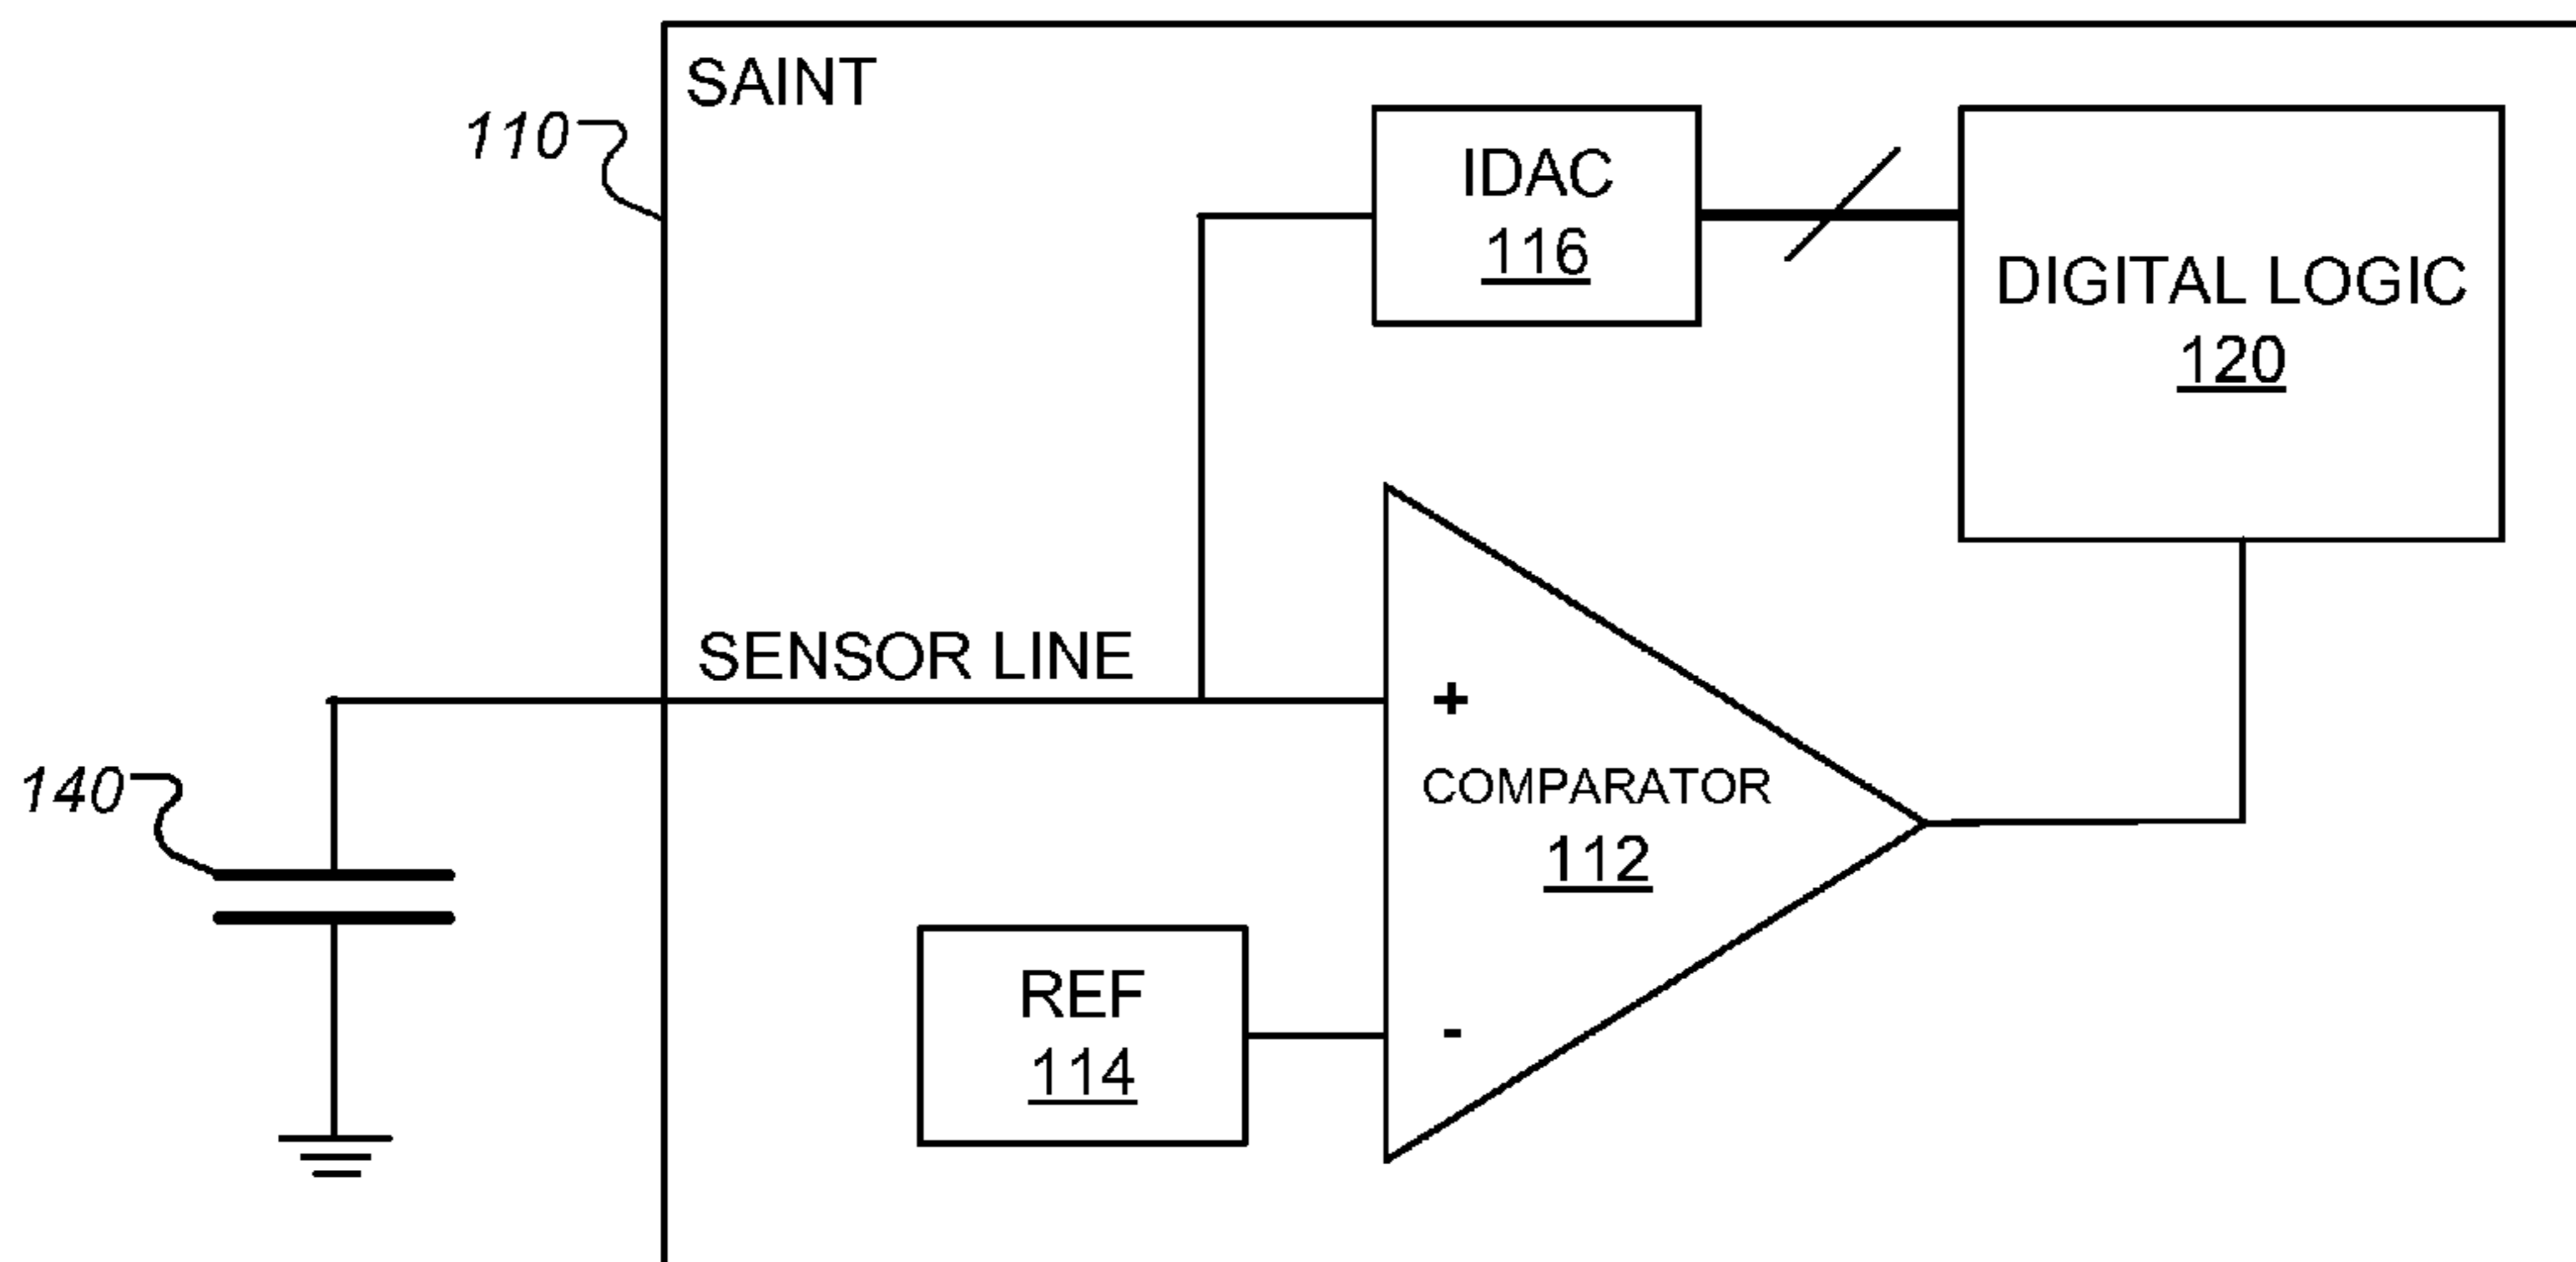 SAINT
110
IDAC
116
DIGITAL LOGIC
120
SENSOR LINE
+
COMPARATOR
112
140
REF
114
-